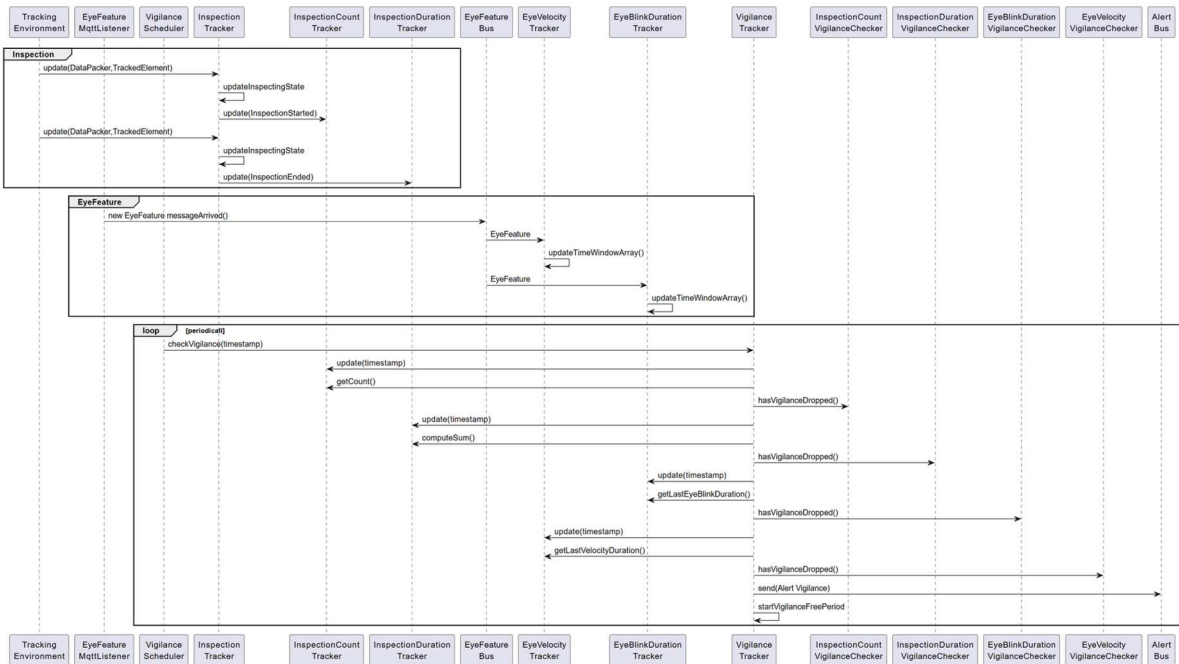 Tracking Environment
EyeFeature MqttListener
Vigilance Scheduler
Inspection Tracker
InspectionCount Tracker
InspectionDuration Tracker
EyeFeature Bus
EyeVelocity Tracker
EyeBlinkDuration Tracker
Vigilance Tracker
InspectionCount VigilanceChecker
InspectionDuration VigilanceChecker
EyeBlinkDuration VigilanceChecker
EyeVelocity VigilanceChecker
Alert Bus
Inspection
update(DataPacker,TrackedElement)
updateInspectingState
update(InspectionStarted)
update(DataPacker,TrackedElement)
updateInspectingState
update(InspectionEnded)
EyeFeature
new EyeFeature messageArrived()
EyeFeature
updateTimeWindowArray()
EyeFeature
updateTimeWindowArray()
loop [periodicall]
checkVigilance(timestamp)
update(timestamp)
getCount()
hasVigilanceDropped()
update(timestamp)
computeSum()
hasVigilanceDropped()
update(timestamp)
getLastEyeBlinkDuration()
hasVigilanceDropped()
update(timestamp)
getLastVelocityDuration()
hasVigilanceDropped()
send(Alert Vigilance)
startVigilanceFreePeriod
Tracking Environment
EyeFeature MqttListener
Vigilance Scheduler
Inspection Tracker
InspectionCount Tracker
InspectionDuration Tracker
EyeFeature Bus
EyeVelocity Tracker
EyeBlinkDuration Tracker
Vigilance Tracker
InspectionCount VigilanceChecker
InspectionDuration VigilanceChecker
EyeBlinkDuration VigilanceChecker
EyeVelocity VigilanceChecker
Alert Bus